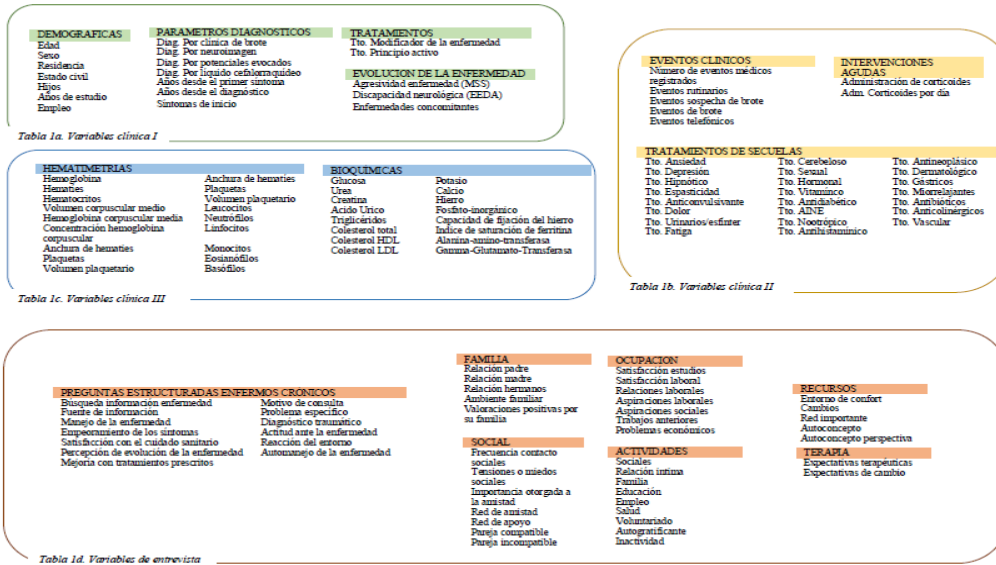 DEMOGRAFICAS
Edad
Sexo
Residencia
Estado civil
Hijos
Años de estudio
Empleo
PARAMETROS DIAGNOSTICOS
Diag. Por clínica de brote
Diag. Por neuroimagen
Diag. Por potenciales evocados
Diag. Por líquido cefalorraquídeo
Años desde el primer síntoma
Años desde el diagnóstico
Síntomas de inicio
TRATAMIENTOS
Tto. Modificador de la enfermedad
Tto. Principio activo
EVOLUCION DE LA ENFERMEDAD
Agresividad enfermedad (MSS)
Discapacidad neurológica (EEDA)
Enfermedades concomitantes
Tabla 1a. Variables clínica I
EVENTOS CLINICOS
Número de eventos médicos
registrados
Eventos rutinarios
Eventos sospecha de brote
Eventos de brote
Eventos telefónicos
INTERVENCIONES
AGUDAS
Administración de corticoides
Adm. Corticoides por día
TRATAMIENTOS DE SECUELAS
Tto. Ansiedad
Tto. Depresión
Tto. Hipnótico
Tto. Espasticidad
Tto. Anticonvulsivante
Tto. Dolor
Tto. Urinarios/esfínter
Tto. Fatiga
Tto. Cerebeloso
Tto. Sexual
Tto. Hormonal
Tto. Vitamínco
Tto. Antidiabético
Tto. AINE
Tto. Nootrópico
Tto. Antihistamínico
Tto. Antineoplásico
Tto. Dermatológico
Tto. Gástricos
Tto. Miorrelajantes
Tto. Antibióticos
Tto. Anticolinérgicos
Tto. Vascular
Tabla 1b. Variables clínica II
HEMATIMETRIAS
Hemoglobina
Hematíes
Hematocritos
Volumen corpuscular medio
Hemoglobina corpuscular media
Concentración hemoglobina
corpuscular
Anchura de hematíes
Plaquetas
Volumen plaquetario
Anchura de hematíes
Plaquetas
Volumen plaquetario
Leucocitos
Neutrófilos
Linfocitos
Monocitos
Eosianófilos
Basófilos
BIOQUIMICAS
Glucosa
Urea
Creatina
Acido Urico
Triglicéridos
Colesterol total
Colesterol HDL
Colesterol LDL
Potasio
Calcio
Hierro
Fosfato-inorgánico
Capacidad de fijación del hierro
Indice de saturación de ferritina
Alanina-amino-transferasa
Gamma-Glutamato-Transferasa
Tabla 1c. Variables clínica III
PREGUNTAS ESTRUCTURADAS ENFERMOS CRONICOS
Búsqueda información enfermedad
Fuente de información
Manejo de la enfermedad
Empeoramiento de los síntomas
Satisfacción con el cuidado sanitario
Percepción de evolución de la enfermedad
Mejoría con tratamientos prescritos
Motivo de consulta
Problema específico
Diagnóstico traumático
Actitud ante la enfermedad
Reacción del entorno
Automanejo de la enfermedad
FAMILIA
Relación padre
Relación madre
Relación hermanos
Ambiente familiar
Valoraciones positivas por
su familia
SOCIAL
Frecuencia contacto
sociales
Tensiones o miedos
sociales
Importancia otorgada a
la amistad
Red de amistad
Red de apoyo
Pareja compatible
Pareja incompatible
OCUPACION
Satisfacción estudios
Satisfacción laboral
Relaciones laborales
Aspiraciones laborales
Aspiraciones sociales
Trabajos anteriores
Problemas económicos
ACTIVIDADES
Sociales
Relación íntima
Familia
Educación
Empleo
Salud
Voluntariado
Autogratificante
Inactividad
RECURSOS
Entorno de confort
Cambios
Red importante
Autoconcepto
Autoconcepto perspectiva
TERAPIA
Expectativas terapéuticas
Expectativas de cambio
Tabla 1d. Variables de entrevista